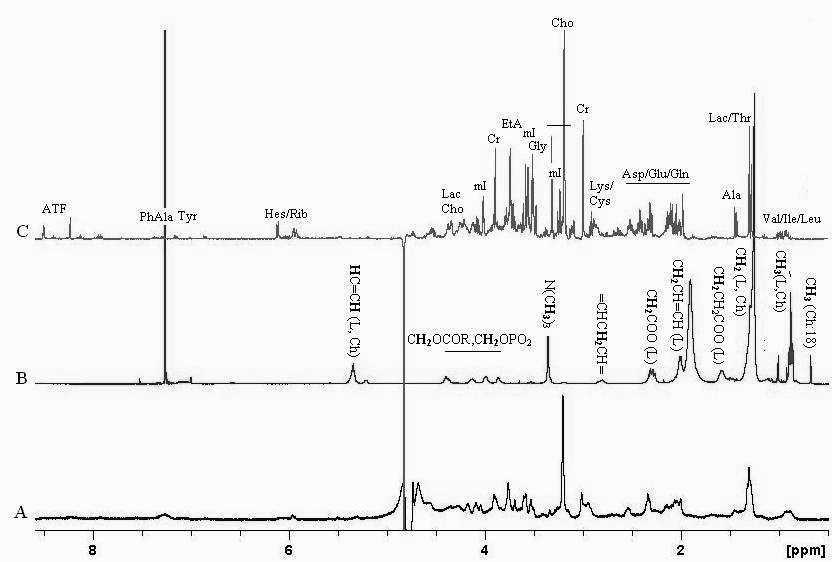 Cho
Cr
Lac/Thr
EtA
mI
Cr
Gly
Asp/Glu/Gln
mI
Lys/
Cys
Lac
Cho
mI
Ala
ATF
PhAla
Tyr
Hes/Rib
Val/Ile/Leu
C
HC=CH (L, Ch)
CH₂OCOR,CH₂OPO₂
N(CH₃)₃
=CHCH₂CH=
CH₂COO (L)
CH₂CH=CH (L)
CH₂CH₂COO (L)
CH₂ (L, Ch)
CH₃(L,Ch)
CH₃ (Ch:18)
B
A
8
6
4
2
[ppm]